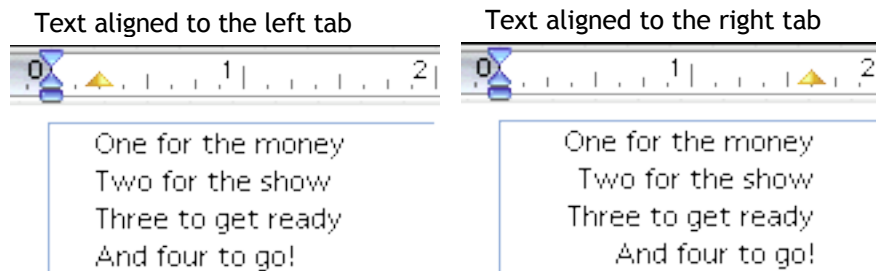 Text aligned to the left tab
0 1 2
One for the money
Two for the show
Three to get ready
And four to go!
Text aligned to the right tab
0 1 2
One for the money
Two for the show
Three to get ready
And four to go!